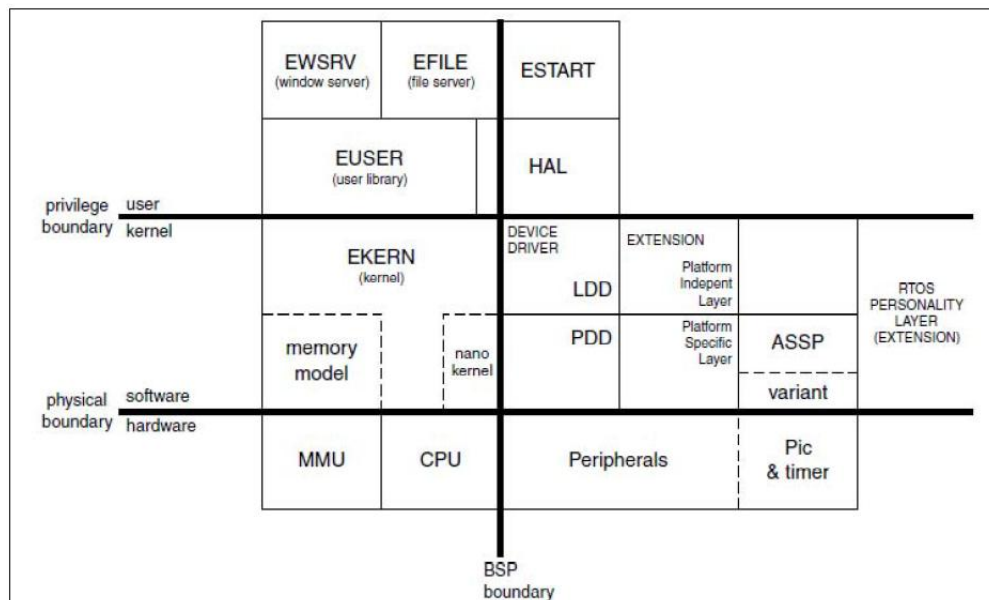 EWSRV
(window server)
EFILE
(file server)
ESTART
EUSER
(user library)
HAL
privilege
boundary
user
kernel
EKERN
(kernel)
DEVICE
DRIVER
LDD
EXTENSION
Platform
Indepent
Layer
RTOS
PERSONALITY
LAYER
(EXTENSION)
memory
model
nano
kernel
PDD
Platform
Specific
Layer
ASSP
variant
physical
boundary
software
hardware
MMU
CPU
Peripherals
Pic
& timer
BSP
boundary